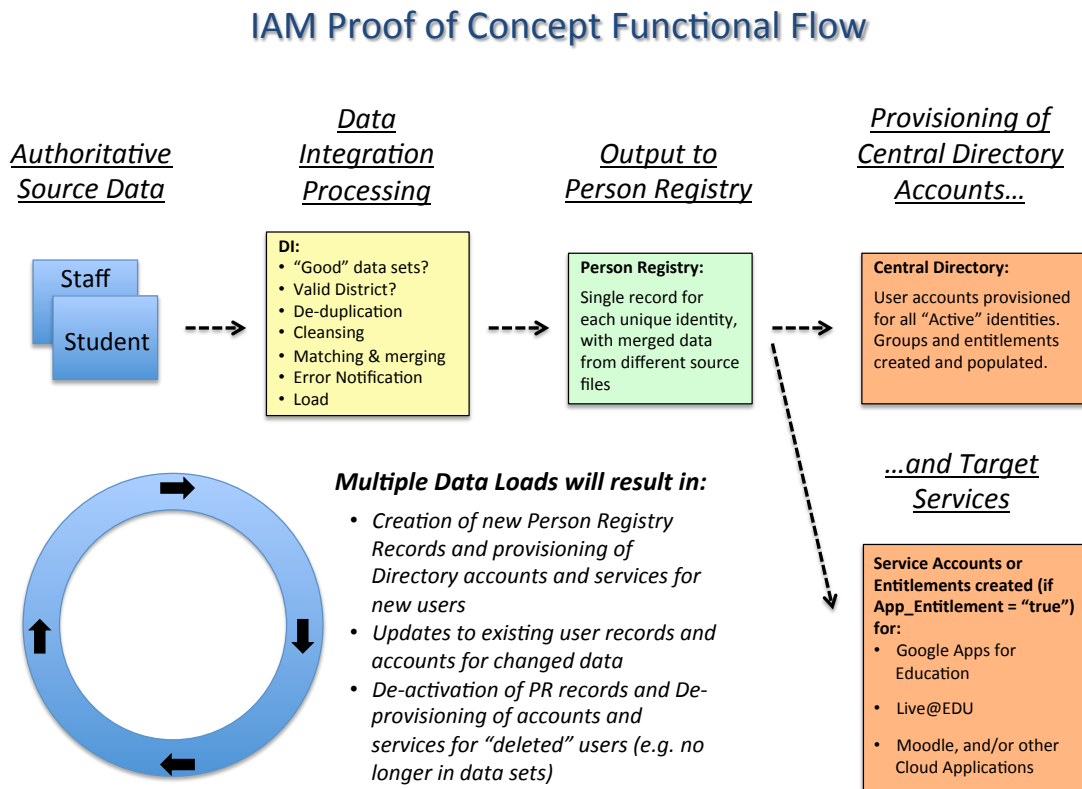 IAM Proof of Concept Functional Flow
Authoritative
Source Data
Data
Integration
Processing
Output to
Person Registry
Provisioning of
Central Directory
Accounts…
Staff
Student
DI:
• “Good” data sets?
• Valid District?
• De-duplication
• Cleansing
• Matching & merging
• Error Notification
• Load
Person Registry:
Single record for
each unique identity,
with merged data
from different source
files
Central Directory:
User accounts provisioned
for all “Active” identities.
Groups and entitlements
created and populated.
Multiple Data Loads will result in:
• Creation of new Person Registry
Records and provisioning of
Directory accounts and services for
new users
• Updates to existing user records and
accounts for changed data
• De-activation of PR records and De-
provisioning of accounts and
services for “deleted” users (e.g. no
longer in data sets)
…and Target
Services
Service Accounts or
Entitlements created (if
App_Entitlement = “true”)
for:
• Google Apps for
Education
• Live@EDU
• Moodle, and/or other
Cloud Applications